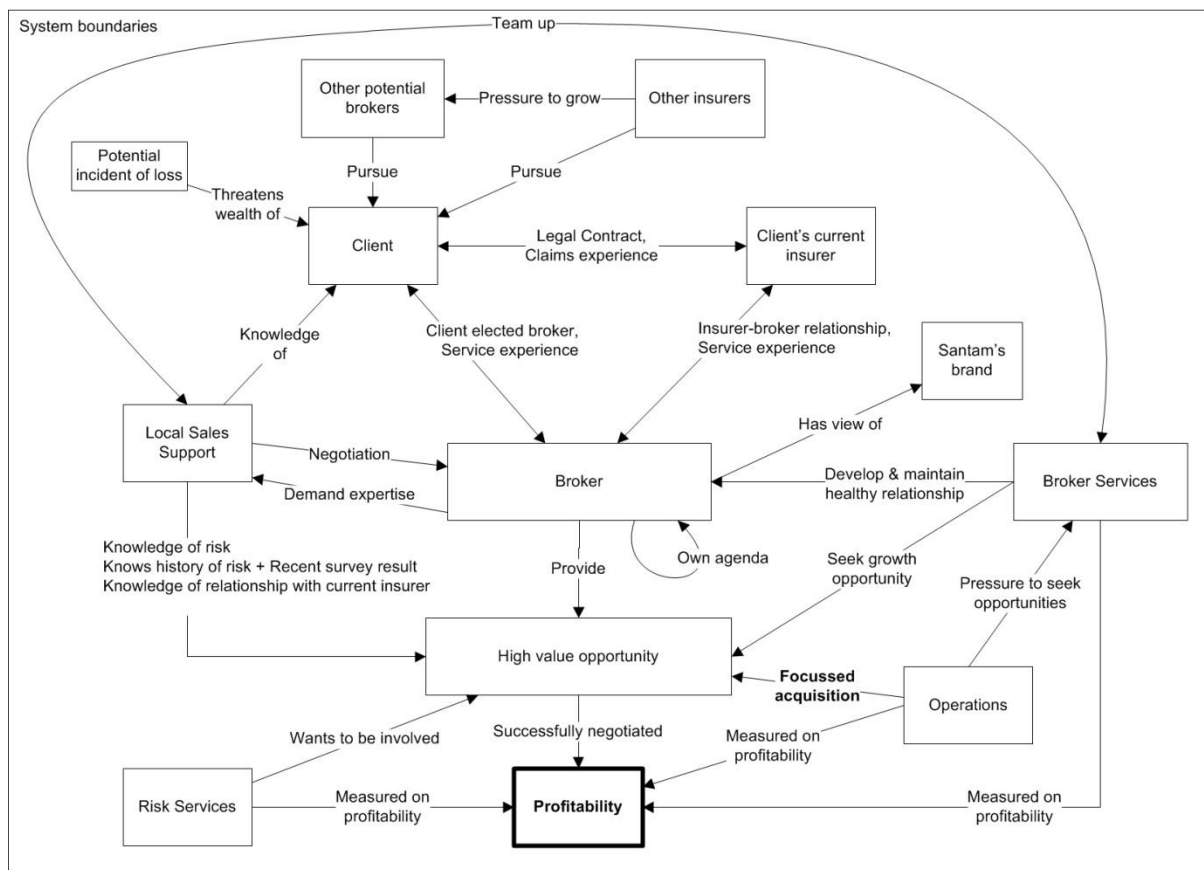 System boundaries
Team up
Other potential
brokers
Pressure to grow
Other insurers
Potential
incident of loss
Pursue
Pursue
Threatens
wealth of
Client
Legal Contract,
Claims experience
Client's current
insurer
Knowledge
of
Client elected broker,
Service experience
Insurer-broker relationship,
Service experience
Santam's
brand
Local Sales
Support
Negotiation
Has view of
Demand expertise
Broker
Develop & maintain
healthy relationship
Broker Services
Own agenda
Knowledge of risk
Knows history of risk + Recent survey result
Knowledge of relationship with current insurer
Provide
Seek growth
opportunity
Pressure to seek
opportunities
High value opportunity
Focussed
acquisition
Operations
Wants to be involved
Successfully negotiated
Measured on
profitability
Risk Services
Measured on
profitability
Profitability
Measured on
profitability